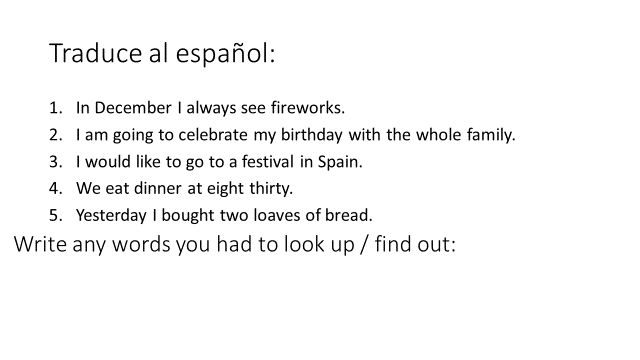 Traduce al español:
1. In December I always see fireworks.
2. I am going to celebrate my birthday with the whole family.
3. I would like to go to a festival in Spain.
4. We eat dinner at eight thirty.
5. Yesterday I bought two loaves of bread.
Write any words you had to look up / find out: